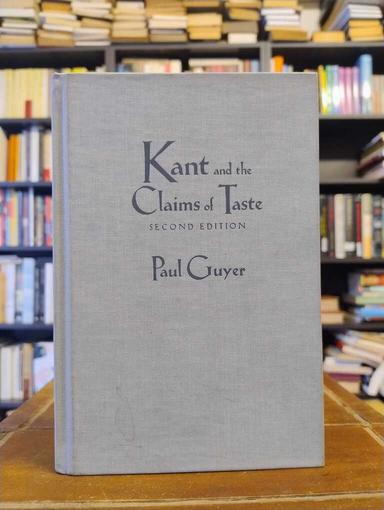 Kant and the
Claims of Taste
SECOND EDITION
Paul Guyer